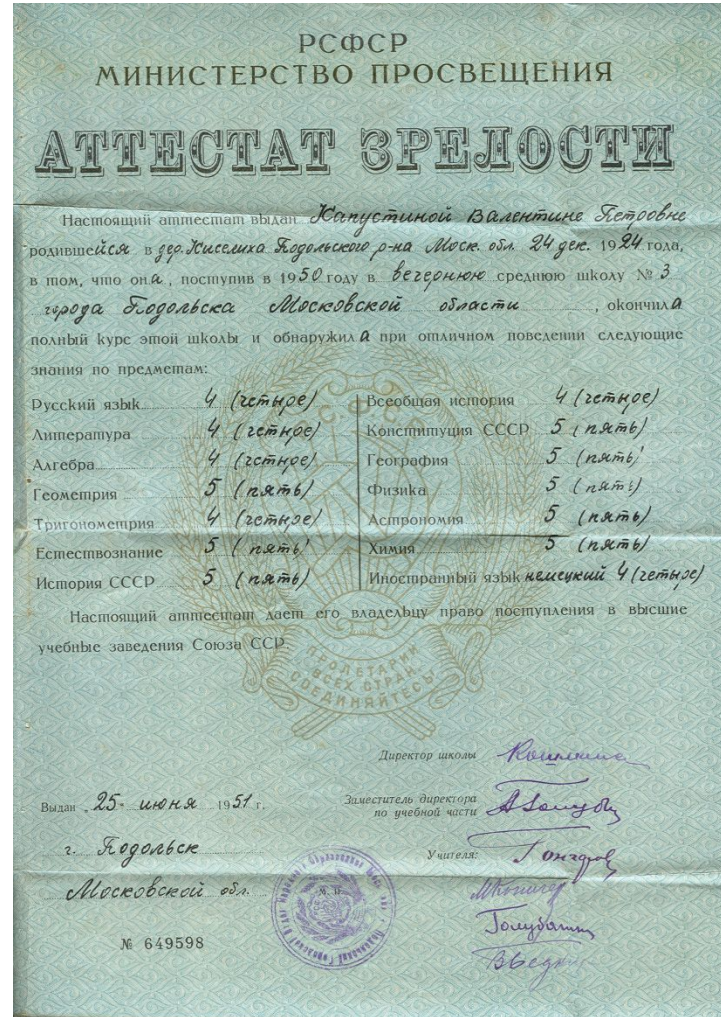 РСФСР
МИНИСТЕРСТВО ПРОСВЕЩЕНИЯ
АТТЕСТАТ ЗРЕЛОСТИ
Настоящий аттестат выдан Капустиной Валентине Петровне
родившейся в дер. Киселиха Подольского р-на Моск. обл. 24 дек. 1924 года,
в том, что она, поступив в 1950 году в вечернюю среднюю школу № 3
города Подольска Московской области, окончила
полный курс этой школы и обнаружила при отличном поведении следующие
знания по предметам:
Русский язык 4 (четыре)
Литература 4 (четыре)
Алгебра 4 (четыре)
Геометрия 5 (пять)
Тригонометрия 4 (четыре)
Естествознание 5 (пять)
История СССР 5 (пять)
Всеобщая история 4 (четыре)
Конституция СССР 5 (пять)
География 5 (пять)
Физика 5 (пять)
Астрономия 5 (пять)
Химия 5 (пять)
Иностранный язык немецкий 4 (четыре)
Настоящий аттестат дает его владельцу право поступления в высшие
учебные заведения Союза ССР.
ПРОЛЕТАРИИ
ВСЕХ СТРАН,
СОЕДИНЯЙТЕСЬ
Директор школы
Выдан „25" июня 1951 г.
Заместитель директора
по учебной части
г. Подольск
Учителя:
Московской обл.
М. П.
№ 649598